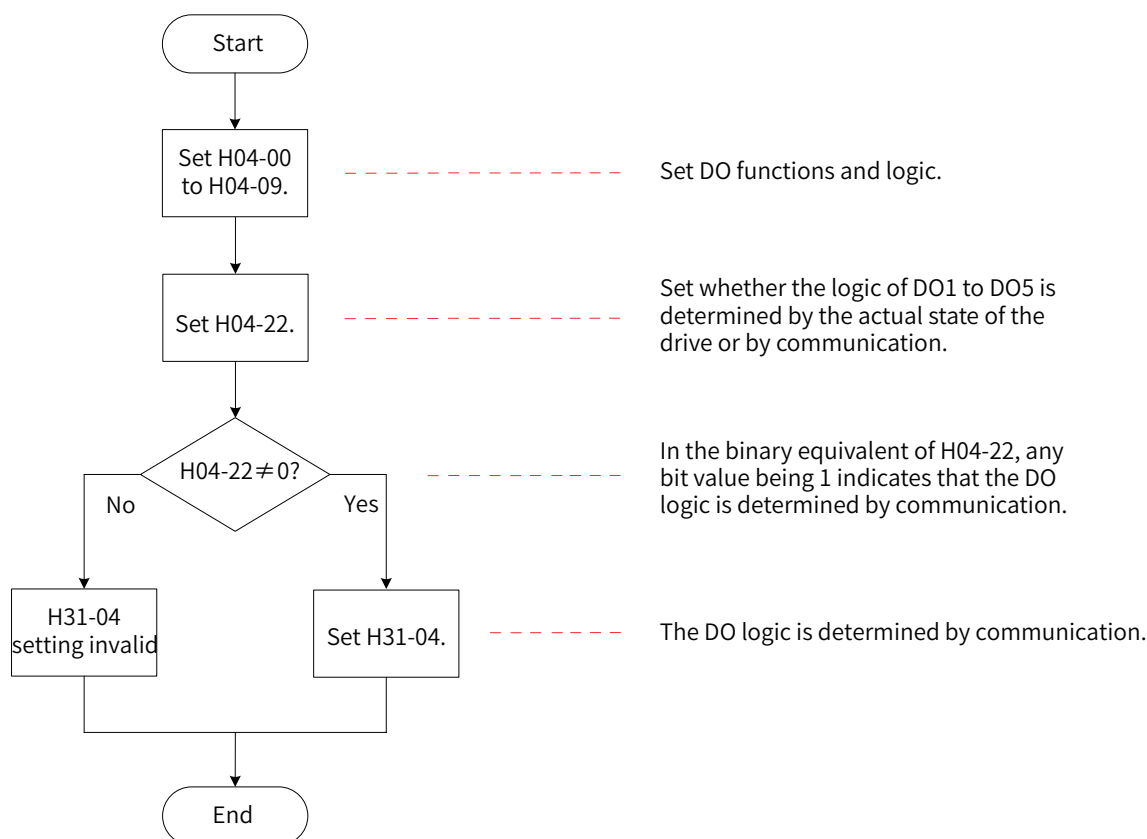 Start
Set H04-00
to H04-09.
Set DO functions and logic.
Set H04-22.
Set whether the logic of DO1 to DO5 is
determined by the actual state of the
drive or by communication.
H04-22≠0?
In the binary equivalent of H04-22, any
bit value being 1 indicates that the DO
logic is determined by communication.
No
Yes
H31-04
setting invalid
Set H31-04.
The DO logic is determined by communication.
End